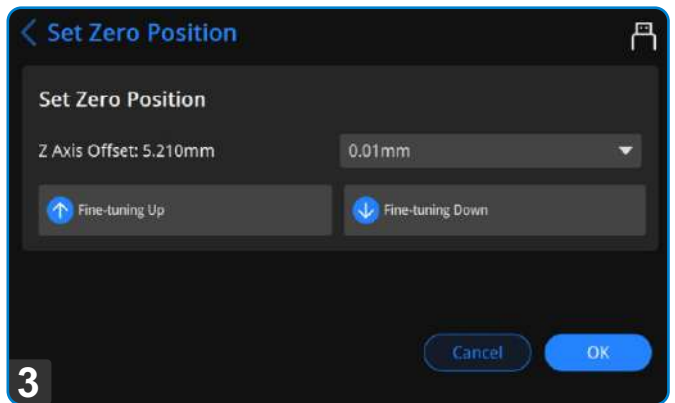 Set Zero Position
Set Zero Position
Z Axis Offset: 5.210mm
0.01mm
Fine-tuning Up
Fine-tuning Down
Cancel
OK
3